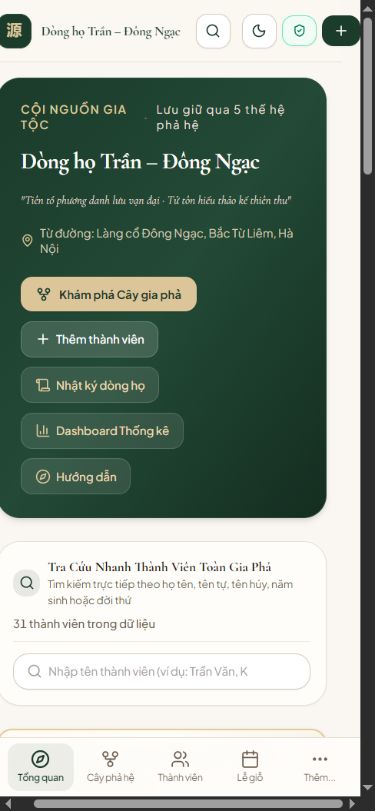 源 Dòng họ Trần – Đông Ngạc
CỘI NGUỒN GIA TỘC · Lưu giữ qua 5 thế hệ phả hệ
Dòng họ Trần – Đông Ngạc
"Tiên tổ phương danh lưu vạn đại · Tử tôn hiếu thảo kế thiên thu"
Từ đường: Làng cổ Đông Ngạc, Bắc Từ Liêm, Hà
Nội
Khám phá Cây gia phả
Thêm thành viên
Nhật ký dòng họ
Dashboard Thống kê
Hướng dẫn
Tra Cứu Nhanh Thành Viên Toàn Gia Phả
Tìm kiếm trực tiếp theo họ tên, tên tự, tên húy, năm
sinh hoặc đời thứ
31 thành viên trong dữ liệu
Nhập tên thành viên (ví dụ: Trần Văn, K
Tổng quan
Cây phả hệ
Thành viên
Lễ giỗ
Thêm...